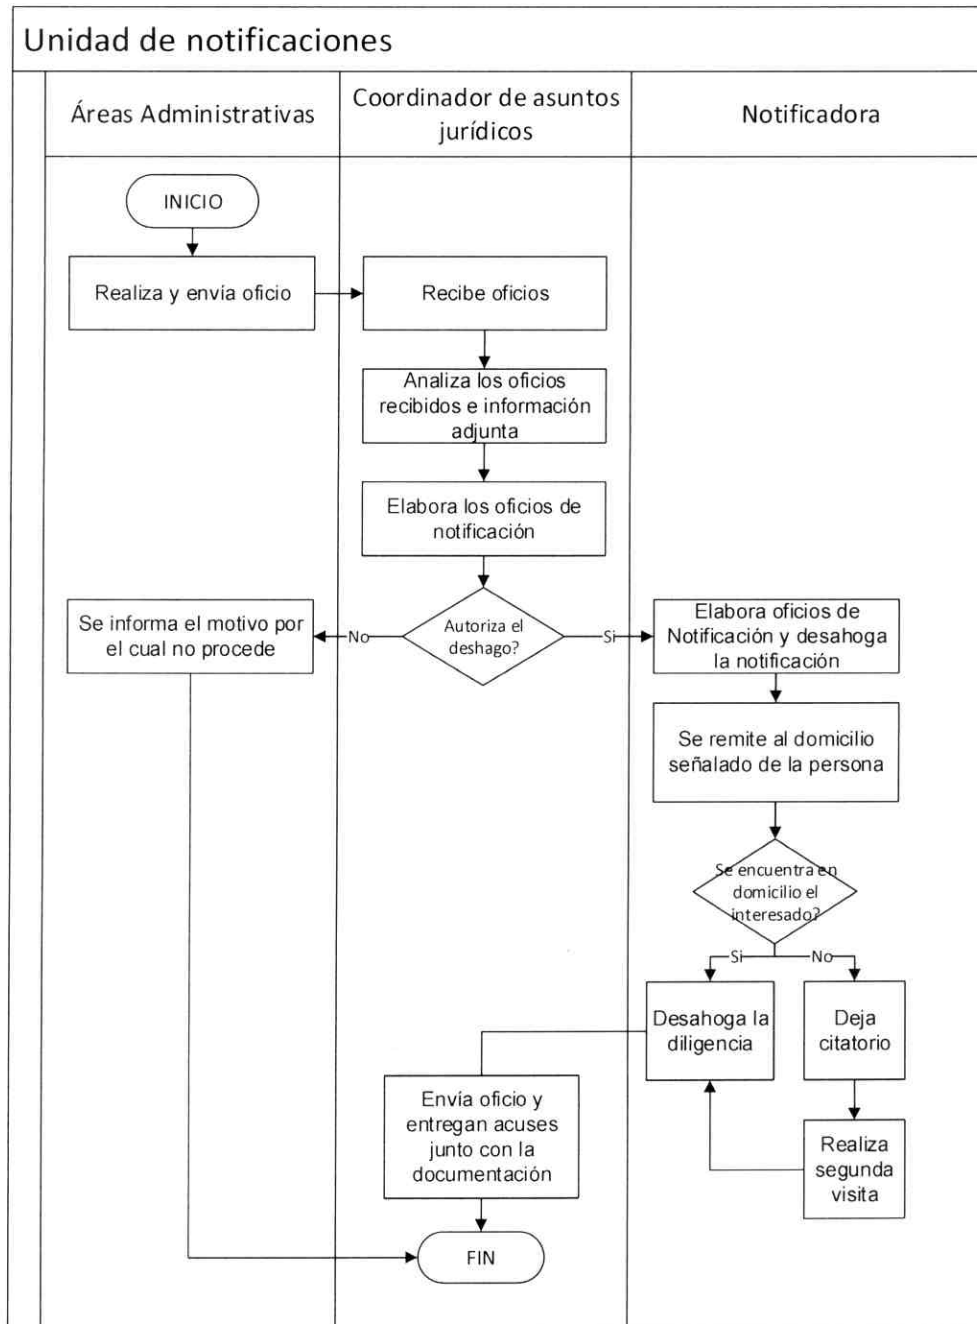 Unidad de notificaciones
Áreas Administrativas
Coordinador de asuntos
jurídicos
Notificadora
INICIO
Realiza y envía oficio
Recibe oficios
Analiza los oficios
recibidos e información
adjunta
Elabora los oficios de
notificación
Autoriza el
deshago?
No
Si
Se informa el motivo por
el cual no procede
Elabora oficios de
Notificación y desahoga
la notificación
Se remite al domicilio
señalado de la persona
Se encuentra en
domicilio el
interesado?
Si
No
Desahoga la
diligencia
Deja
citatorio
Realiza
segunda
visita
Envía oficio y
entregan acuses
junto con la
documentación
FIN